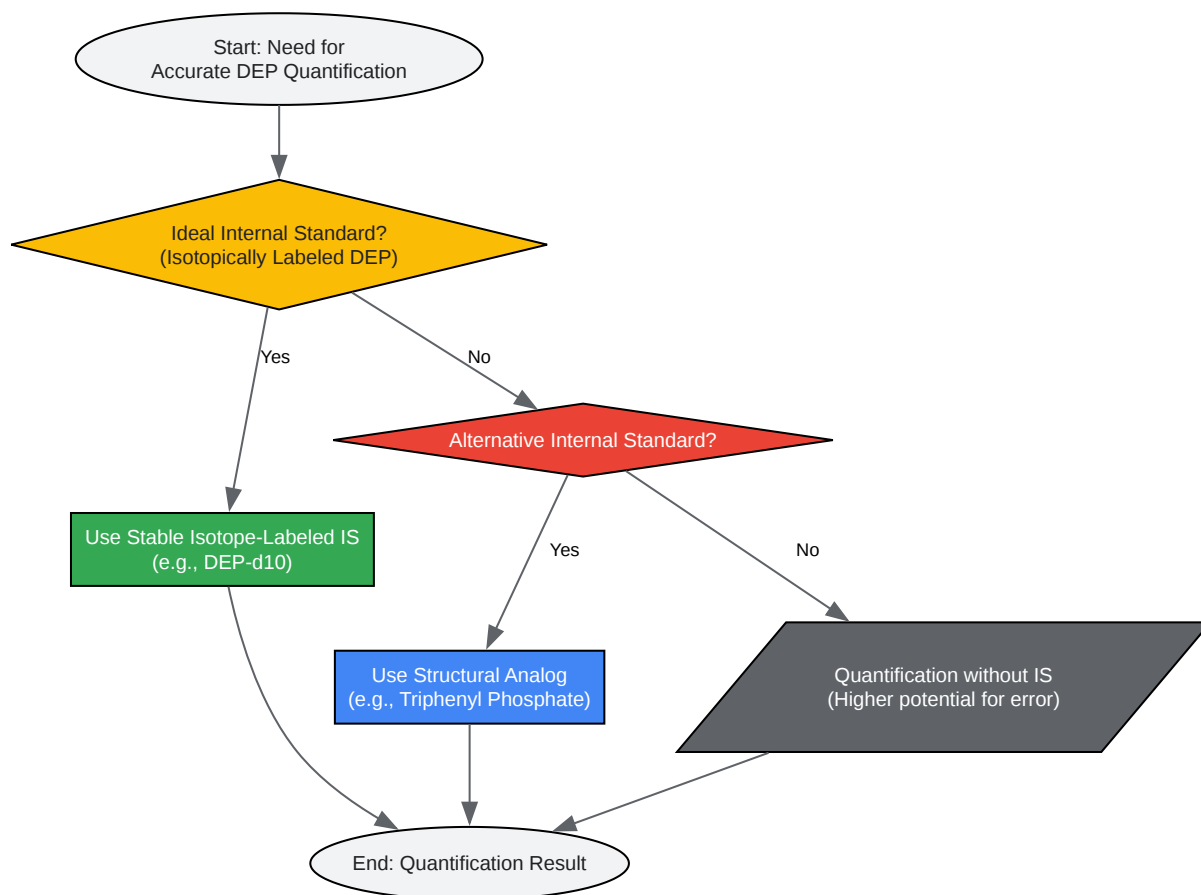 Start: Need for
Accurate DEP Quantification
Ideal Internal Standard?
(Isotopically Labeled DEP)
Yes
No
Alternative Internal Standard?
Use Stable Isotope-Labeled IS
(e.g., DEP-d10)
Yes
No
Use Structural Analog
(e.g., Triphenyl Phosphate)
Quantification without IS
(Higher potential for error)
End: Quantification Result